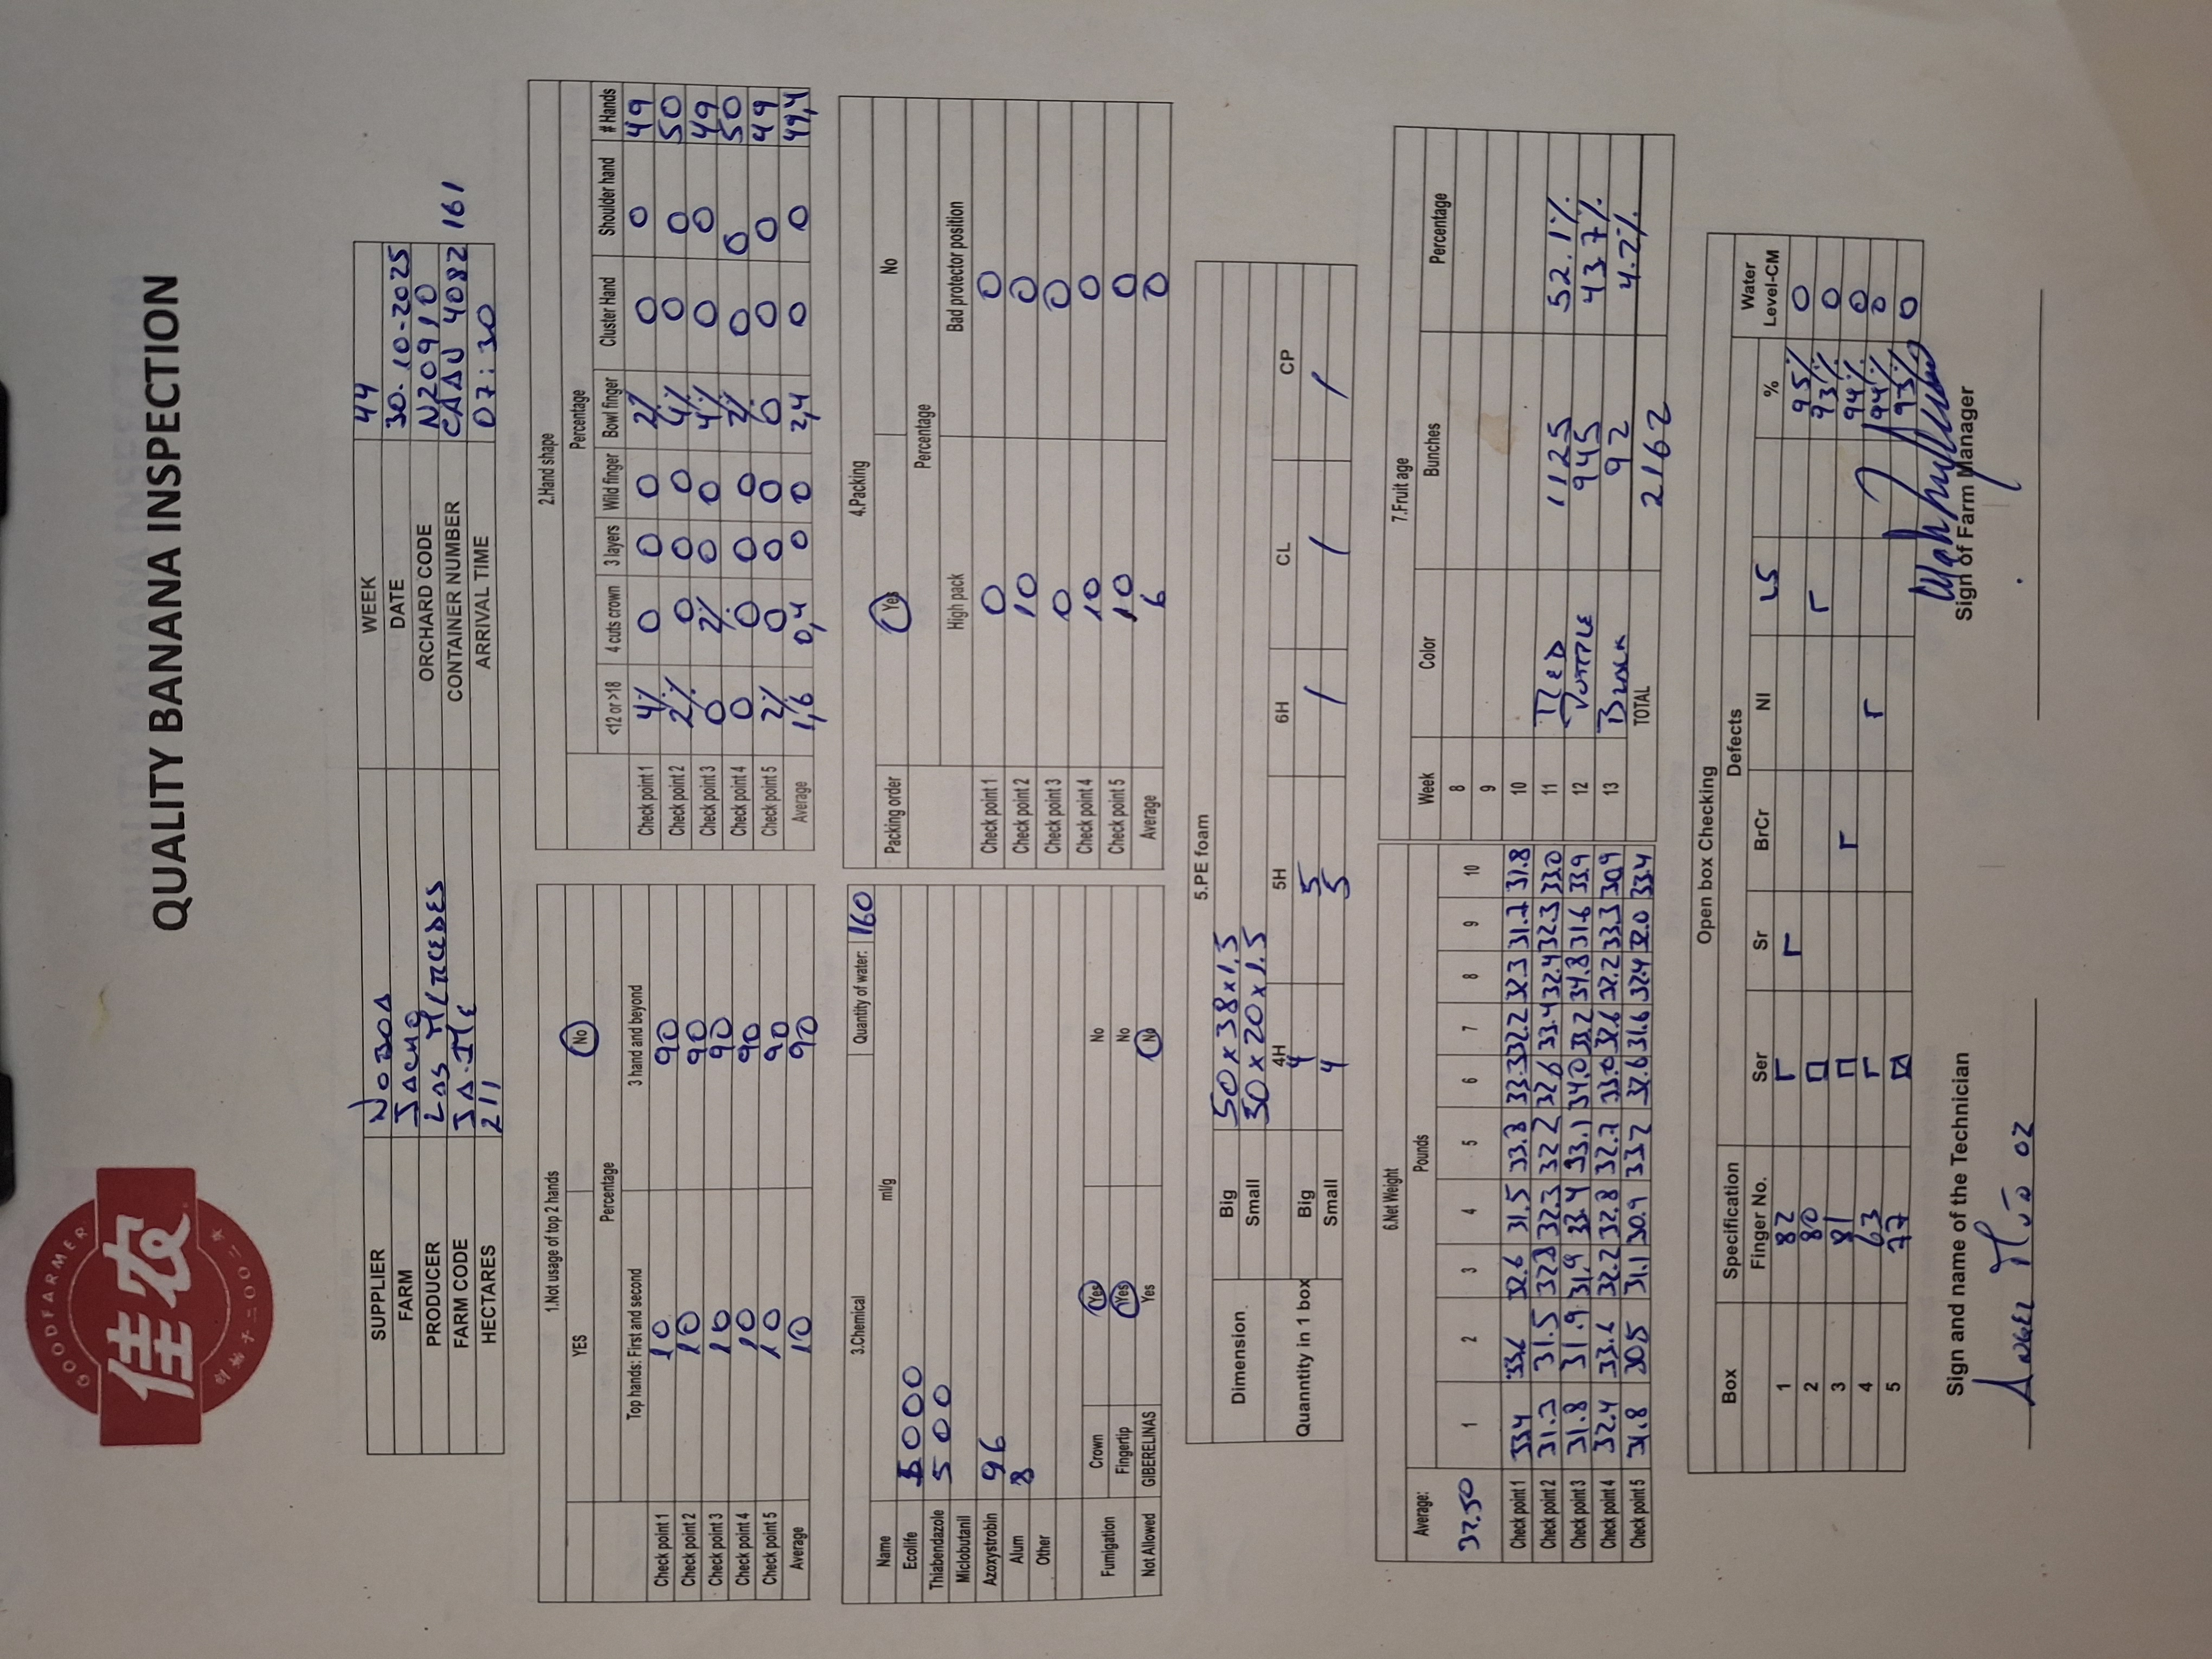 GOODFARMER
佳农
创始于二〇〇二年
QUALITY BANANA INSPECTION
SUPPLIER NOBOA WEEK 44
FARM JACHO DATE 30-10-2025
PRODUCER LAS MERCEDES ORCHARD CODE N20910
FARM CODE CONTAINER NUMBER CAAU 4082 161
HECTARES 211 ARRIVAL TIME 07:30
1.Not usage of top 2 hands
YES No
Percentage
Top hands: First and second 3 hand and beyond
Check point 1 10 90
Check point 2 10 90
Check point 3 10 90
Check point 4 10 90
Check point 5 10 90
Average 10 90
2.Hand shape
Percentage
<12 or >18 4 cuts crown 3 layers Wild finger Bowl finger Cluster Hand Shoulder hand # Hands
Check point 1 4% 0 0 0 2% 0 0 49
Check point 2 2% 0 0 0 4% 0 0 50
Check point 3 0 2% 0 0 4% 0 0 49
Check point 4 0 0 0 0 2% 0 0 50
Check point 5 2% 0 0 0 0 0 0 49
Average 1,6 0,4 0 0 2,4 0 0 49,4
3.Chemical Quantity of water: 160
Name ml/g
Ecolife
Thiabendazole 500
Miclobutanil
Azoxystrobin 96
Alum 8
Other
Fumigation Crown Yes No
Fingertip Yes No
Not Allowed GIBERELINAS Yes No
4.Packing
Packing order Yes No
Percentage
High pack Bad protector position
Check point 1 0 0
Check point 2 10 0
Check point 3 0 0
Check point 4 10 0
Check point 5 10 0
Average 6 0
5.PE foam
Dimension Big 50x38x1.5
Small 50x20x1.5
Quanntity in 1 box 4H 5H 6H CL CP
Big 4 5 / / /
Small 4 5
6.Net Weight
Average: Pounds
32.50 1 2 3 4 5 6 7 8 9 10
Check point 1 33.4 33.6 32.6 31.5 33.8 33.3 32.2 32.3 31.7 31.8
Check point 2 31.3 31.5 32.8 32.3 32.2 32.6 33.4 32.4 32.3 33.0
Check point 3 31.8 31.9 31.9 33.4 33.1 34.0 33.2 34.8 31.6 33.9
Check point 4 32.4 33.6 32.2 32.8 32.7 33.0 32.6 32.2 33.3 30.9
Check point 5 31.8 30.5 31.1 30.9 33.2 32.6 31.6 32.4 32.0 33.4
7.Fruit age
Week Color Bunches Percentage
8
9
10
11 RED 1125 52.1%
12 PURPLE 945 43.7%
13 BLACK 92 4.2%
TOTAL 2162
Open box Checking
Box Specification Defects Water Level-CM
Finger No. Ser Sr BrCr NI LS %
1 82 95% 0
2 80 93% 0
3 81 94% 0
4 63 94% 0
5 77 93% 0
Sign and name of the Technician Sign of Farm Manager
ANGEL MUÑOZ